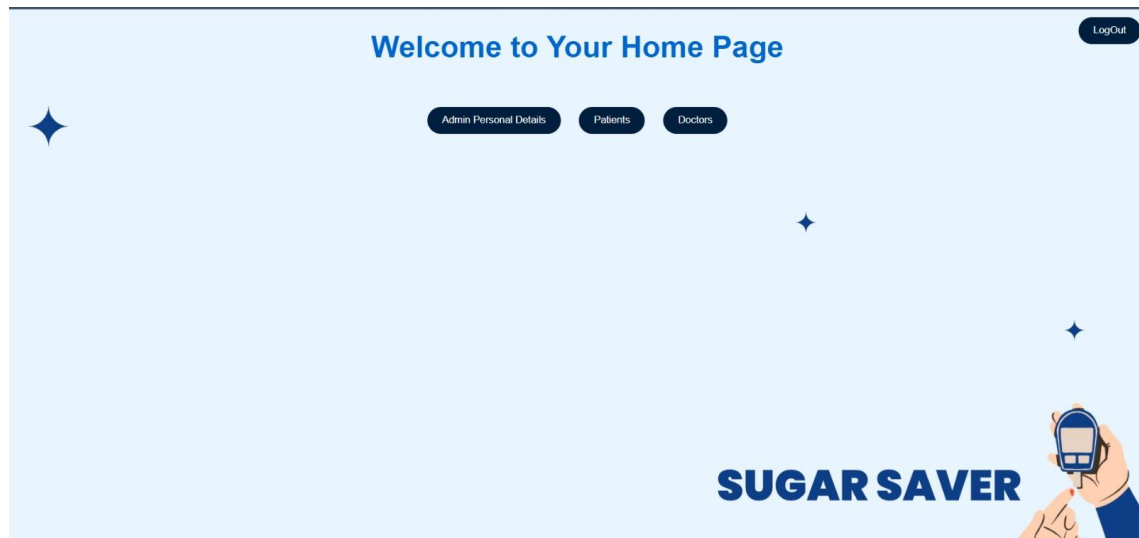 Welcome to Your Home Page
LogOut
Admin Personal Details
Patients
Doctors
SUGAR SAVER